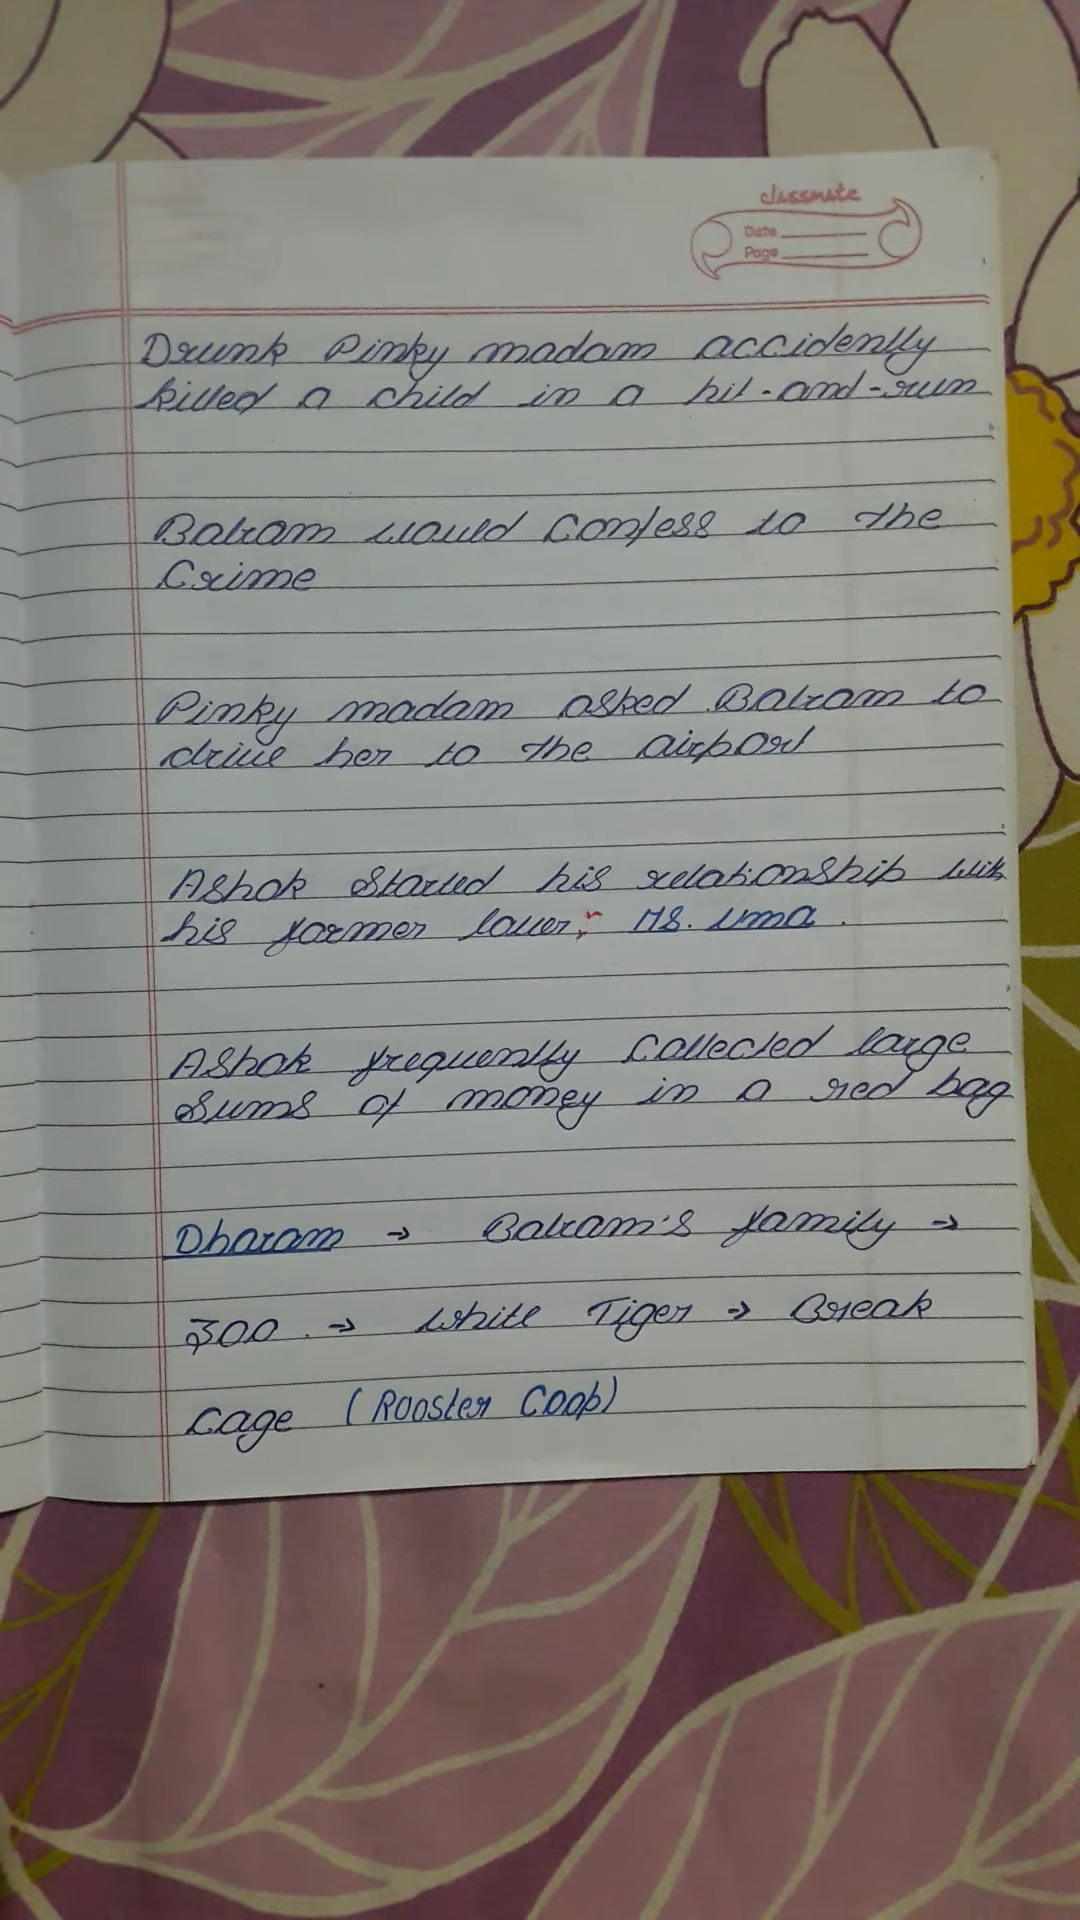 classmate
Date
Page
Drunk Pinky madam accidently
killed a child in a hit-and-run
Balram would Confess to the
Crime
Pinky madam asked Balram to
drive her to the airport
Ashok Started his relationship with
his former lover; Ms. Uma.
Ashok frequently Collected large
Sums of money in a red bag
Dharam → Balram's family →
zoo → White Tiger → Break
Cage (Rooster Coop)